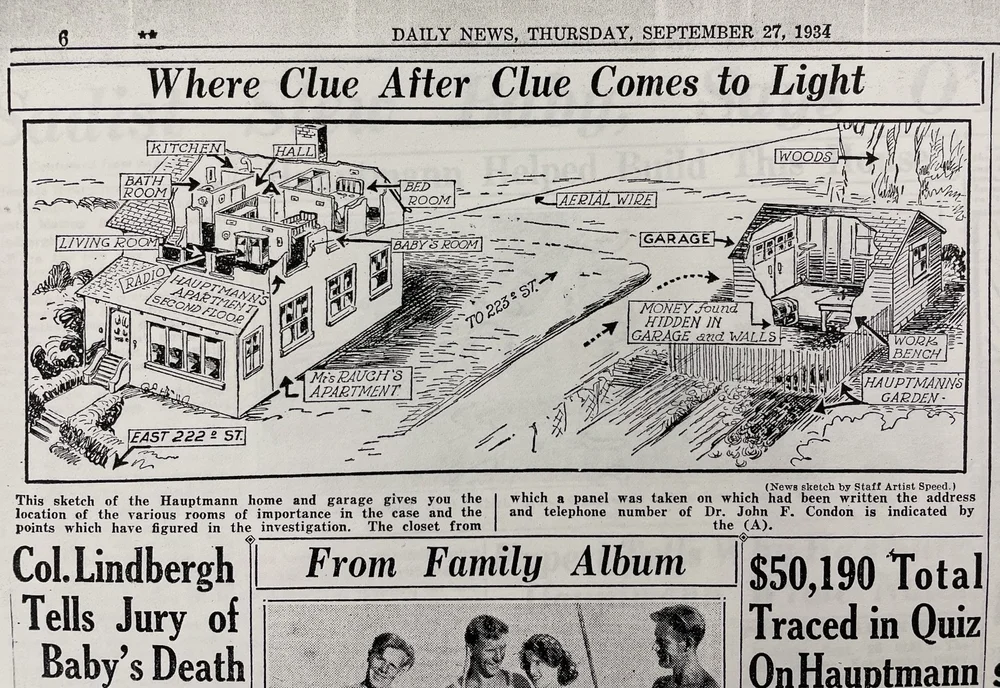 6
★★
DAILY NEWS, THURSDAY, SEPTEMBER 27, 1934
Where Clue After Clue Comes to Light
KITCHEN
HALL
BATH
ROOM
A
BED
ROOM
LIVING ROOM
RADIO
BABY'S ROOM
HAUPTMANN'S
APARTMENT
SECOND FLOOR
AERIAL WIRE
WOODS
GARAGE
TO 223D ST.
MONEY found
HIDDEN IN
GARAGE and WALLS
WORK
BENCH
HAUPTMANN'S
GARDEN-
Mrs RAUCH'S
APARTMENT
EAST 222D ST.
(News sketch by Staff Artist Speed.)
This sketch of the Hauptmann home and garage gives you the
location of the various rooms of importance in the case and the
points which have figured in the investigation. The closet from
which a panel was taken on which had been written the address
and telephone number of Dr. John F. Condon is indicated by
the (A).
Col. Lindbergh
Tells Jury of
Baby's Death
From Family Album
$50,190 Total
Traced in Quiz
On Hauptmann